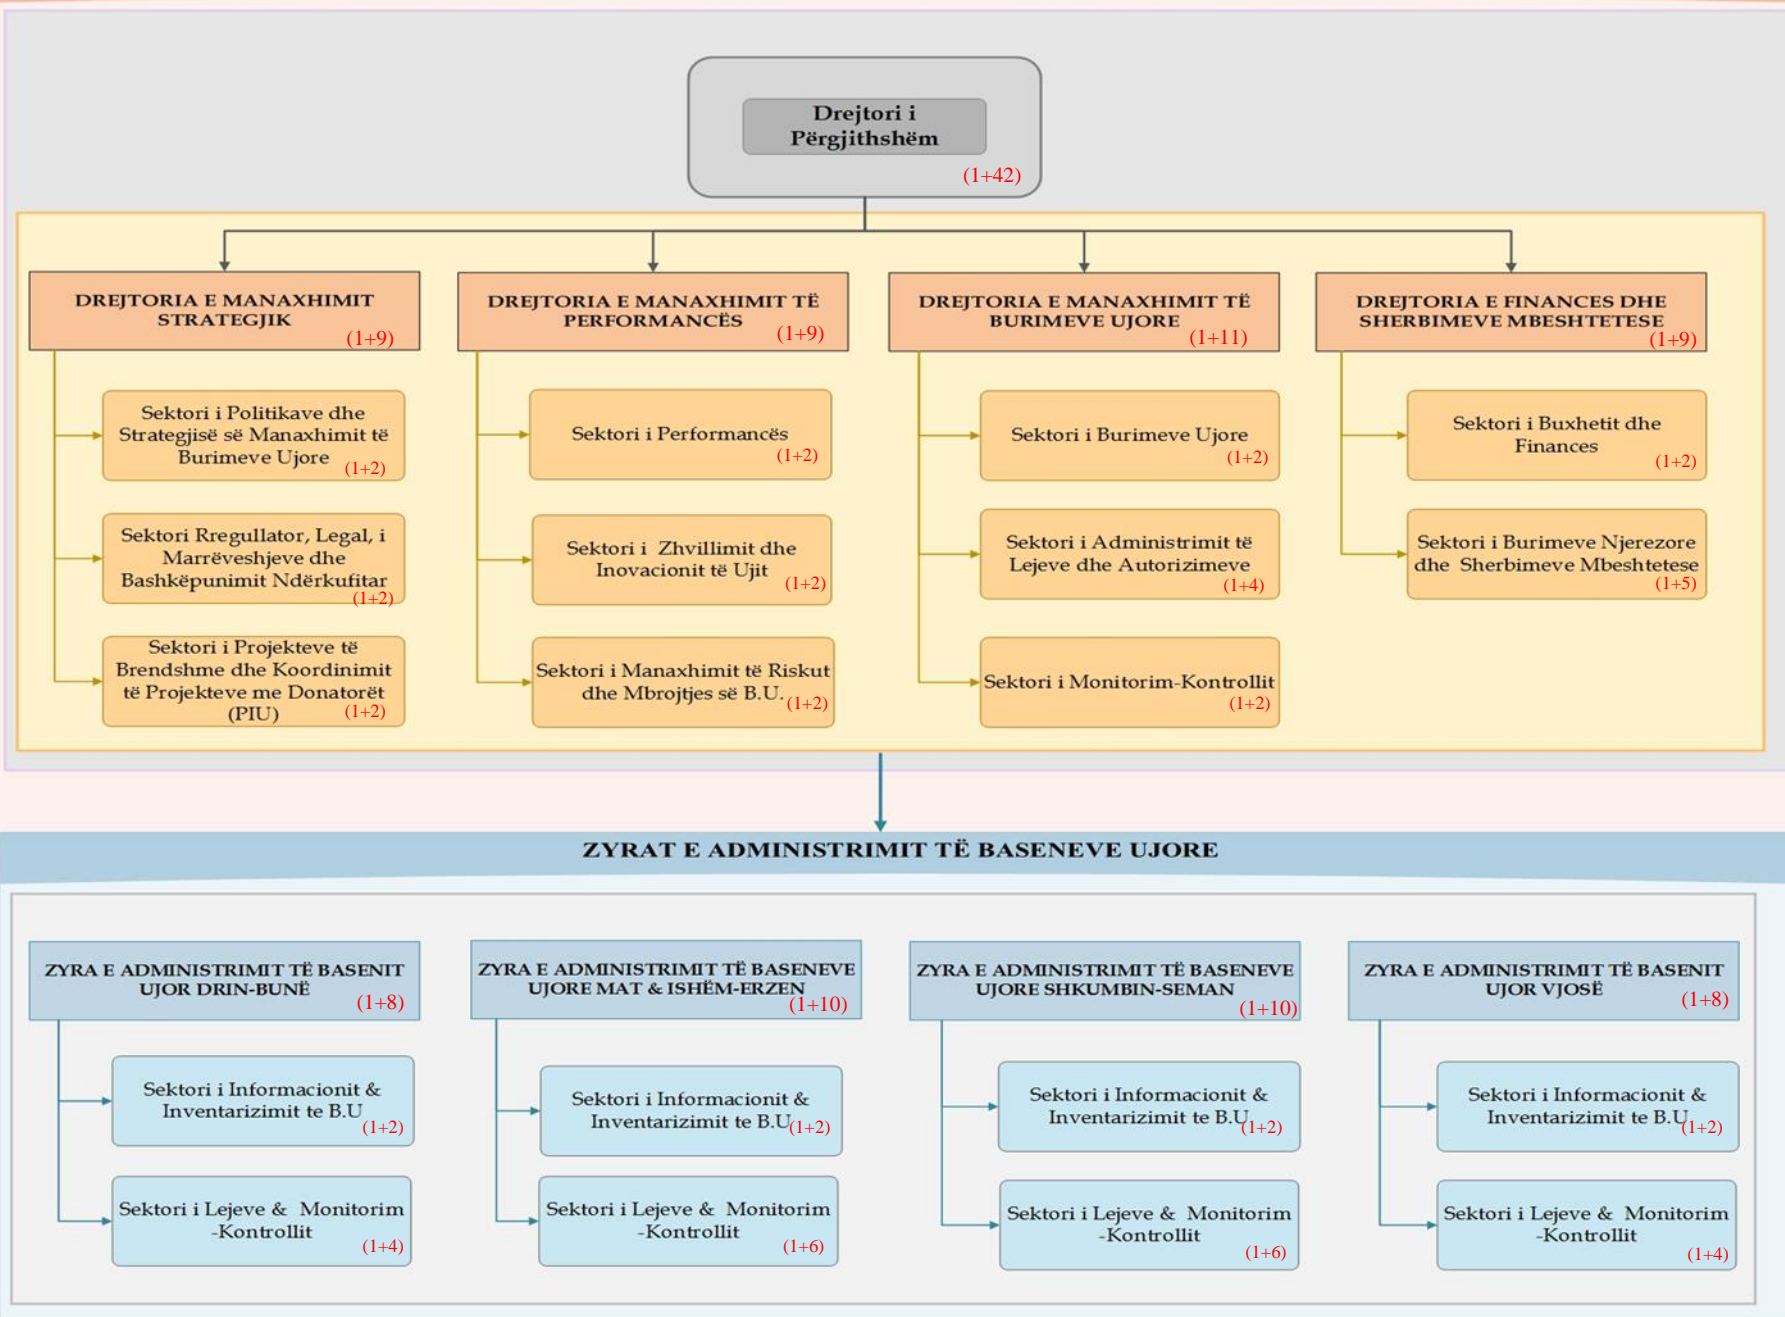 Drejtori i
Përgjithshëm
(1+42)
DREJTORIA E MANAXHIMIT
STRATEGJIK
(1+9)
Sektori i Politikave dhe
Strategjisë së Manaxhimit të
Burimeve Ujore
(1+2)
Sektori Rregullator, Legal, i
Marrëveshjeve dhe
Bashkëpunimit Ndërkufitar
(1+2)
Sektori i Projekteve të
Brendshme dhe Koordinimit
të Projekteve me Donatorët
(PIU)
(1+2)
DREJTORIA E MANAXHIMIT TË
PERFORMANCËS
(1+9)
Sektori i Performancës
(1+2)
Sektori i Zhvillimit dhe
Inovacionit të Ujit
(1+2)
Sektori i Manaxhimit të Riskut
dhe Mbrojtjes së B.U.
(1+2)
DREJTORIA E MANAXHIMIT TË
BURIMEVE UJORE
(1+11)
Sektori i Burimeve Ujore
(1+2)
Sektori i Administrimit të
Lejeve dhe Autorizimeve
(1+4)
Sektori i Monitorim-Kontrollit
(1+2)
DREJTORIA E FINANCES DHE
SHERBIMEVE MBESHTETESE
(1+9)
Sektori i Buxhetit dhe
Finances
(1+2)
Sektori i Burimeve Njerezore
dhe Sherbimeve Mbeshtetese
(1+5)
ZYRAT E ADMINISTRIMIT TË BASENEVE UJORE
ZYRA E ADMINISTRIMIT TË BASENIT
UJOR DRIN-BUNË
(1+8)
Sektori i Informacionit &
Inventarizimit te B.U
(1+2)
Sektori i Lejeve & Monitorim
-Kontrollit
(1+4)
ZYRA E ADMINISTRIMIT TË BASENEVE
UJORE MAT & ISHËM-ERZEN
(1+10)
Sektori i Informacionit &
Inventarizimit te B.U
(1+2)
Sektori i Lejeve & Monitorim
-Kontrollit
(1+6)
ZYRA E ADMINISTRIMIT TË BASENEVE
UJORE SHKUMBIN-SEMAN
(1+10)
Sektori i Informacionit &
Inventarizimit te B.U
(1+2)
Sektori i Lejeve & Monitorim
-Kontrollit
(1+6)
ZYRA E ADMINISTRIMIT TË BASENIT
UJOR VJOSË
(1+8)
Sektori i Informacionit &
Inventarizimit te B.U
(1+2)
Sektori i Lejeve & Monitorim
-Kontrollit
(1+4)